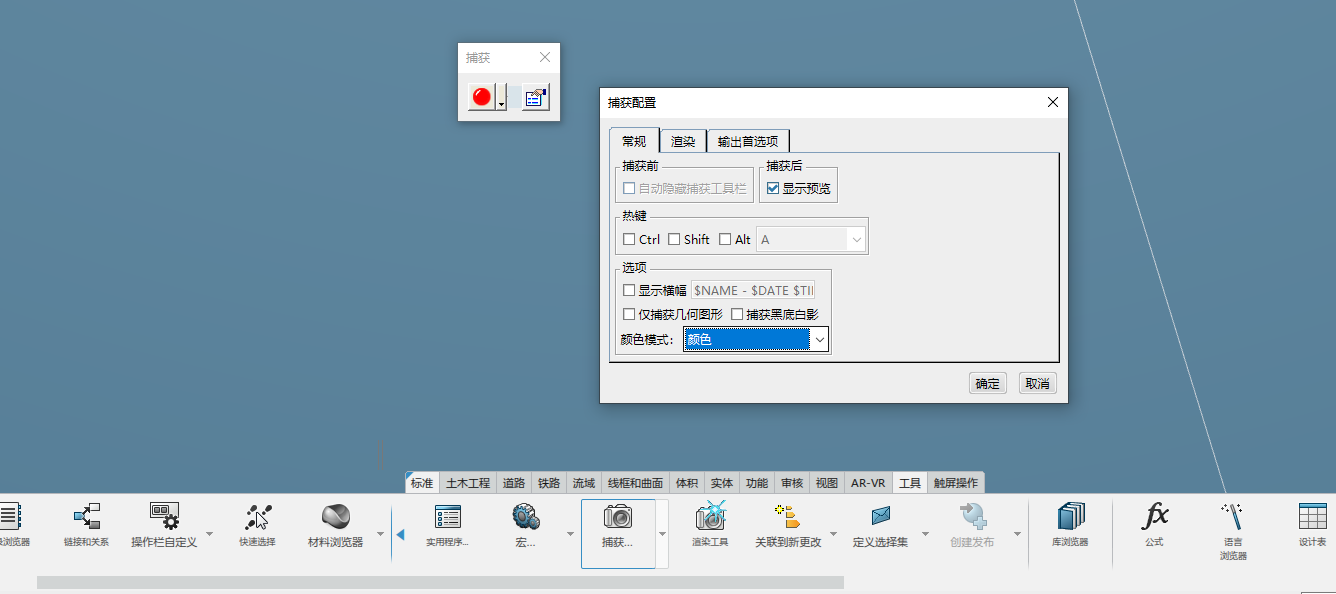 捕获
捕获配置
常规 渲染 输出首选项
捕获前 捕获后
自动隐藏捕获工具栏 显示预览
热键
Ctrl Shift Alt A
选项
显示横幅 $NAME - $DATE $TII
仅捕获几何图形 捕获黑底白影
颜色模式： 颜色
确定 取消
标准 土木工程 道路 铁路 流域 线框和曲面 体积 实体 功能 审核 视图 AR-VR 工具 触屏操作
浏览器 链接和关系 操作栏自定义 快速选择 材料浏览器 实用程序... 宏... 捕获... 渲染工具 关联到新更改 定义选择集 创建发布 库浏览器 公式 语言 设计表
浏览器